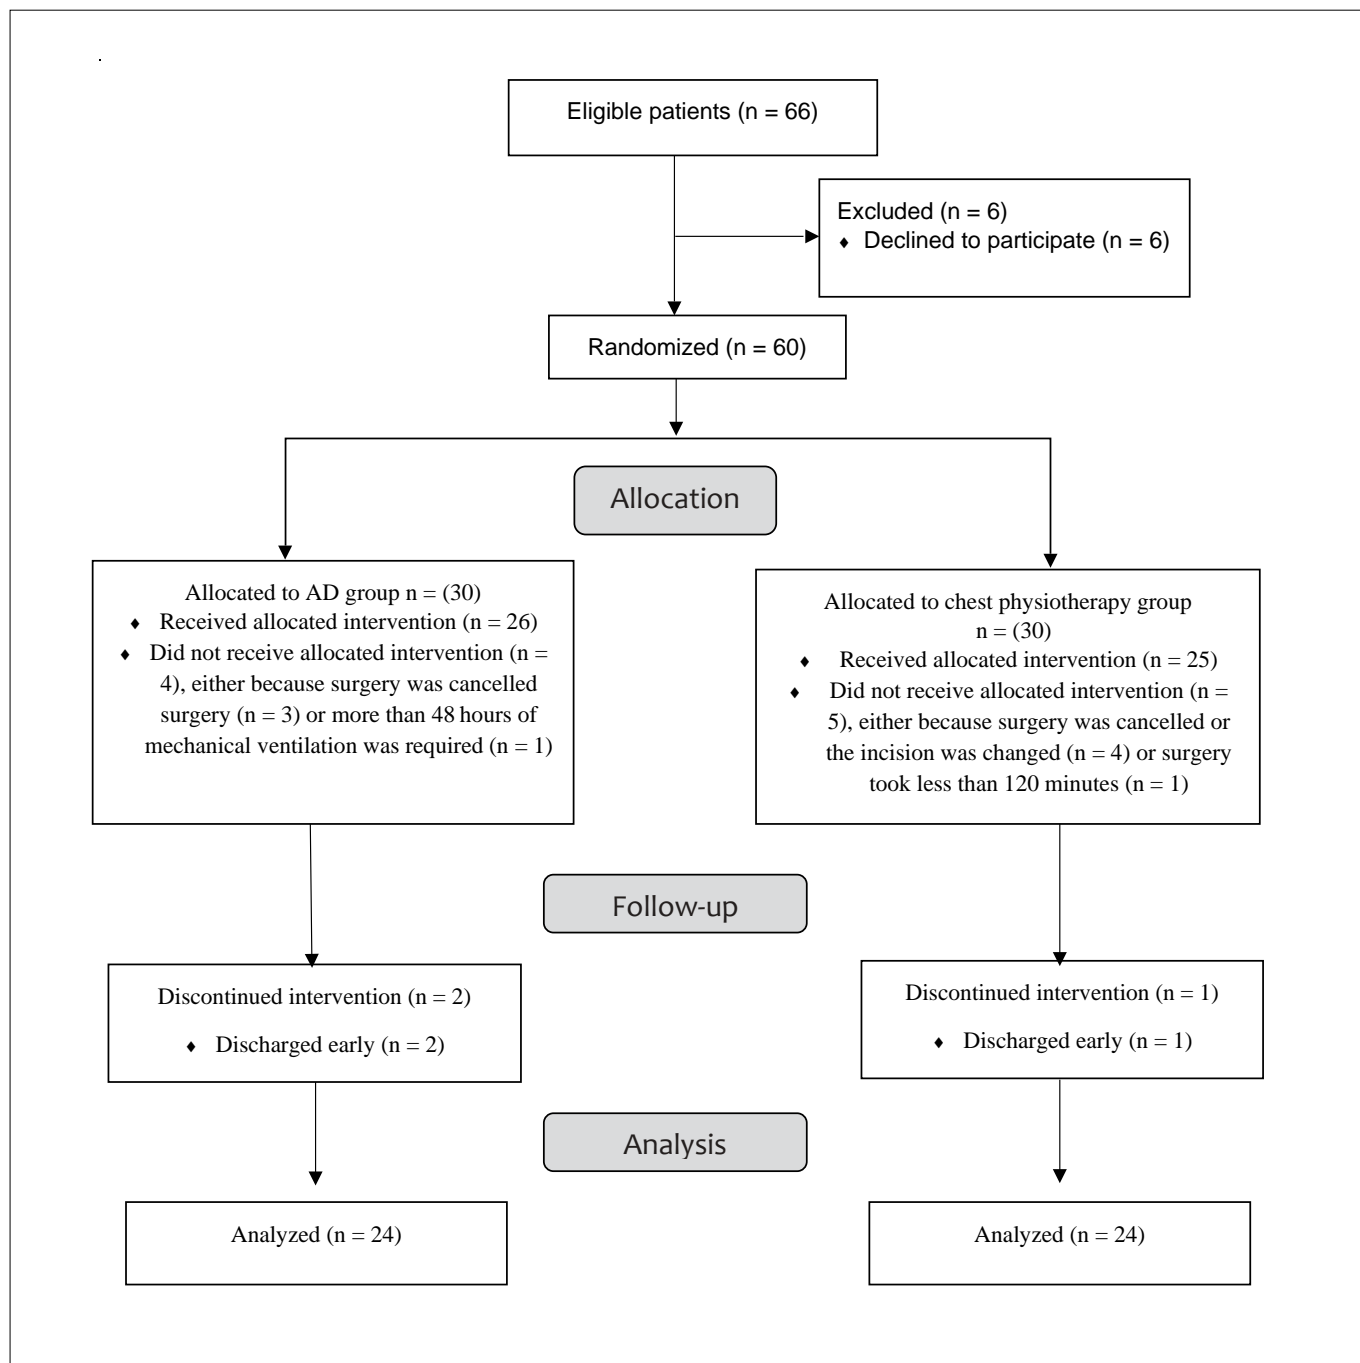 Eligible patients (n = 66)
Excluded (n = 6)
♦ Declined to participate (n = 6)
Randomized (n = 60)
Allocation
Allocated to AD group n = (30)
♦ Received allocated intervention (n = 26)
♦ Did not receive allocated intervention (n =
4), either because surgery was cancelled
surgery (n = 3) or more than 48 hours of
mechanical ventilation was required (n = 1)
Allocated to chest physiotherapy group
n = (30)
♦ Received allocated intervention (n = 25)
♦ Did not receive allocated intervention (n =
5), either because surgery was cancelled or
the incision was changed (n = 4) or surgery
took less than 120 minutes (n = 1)
Follow-up
Discontinued intervention (n = 2)
♦ Discharged early (n = 2)
Discontinued intervention (n = 1)
♦ Discharged early (n = 1)
Analysis
Analyzed (n = 24)
Analyzed (n = 24)